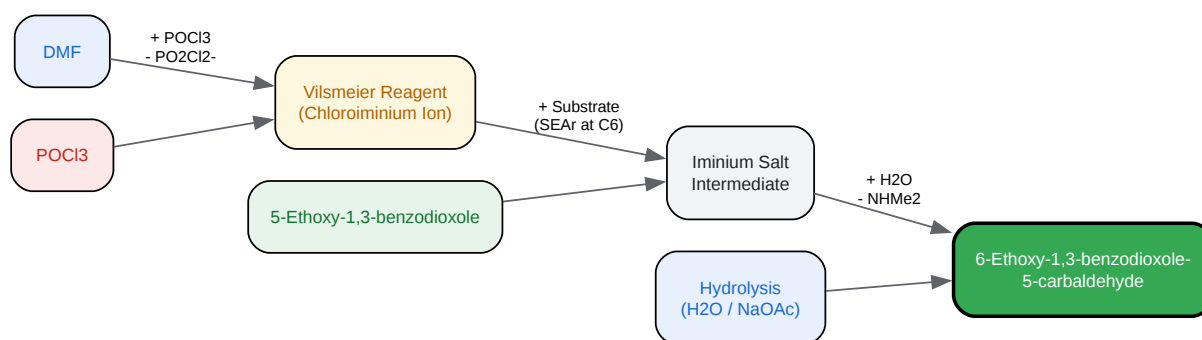 DMF
+ POCl3
- PO2Cl2-
POCl3
Vilsmeier Reagent
(Chloroiminium Ion)
+ Substrate
(SEAr at C6)
5-Ethoxy-1,3-benzodioxole
Iminium Salt
Intermediate
+ H2O
- NHMe2
Hydrolysis
(H2O / NaOAc)
6-Ethoxy-1,3-benzodioxole-
5-carbaldehyde